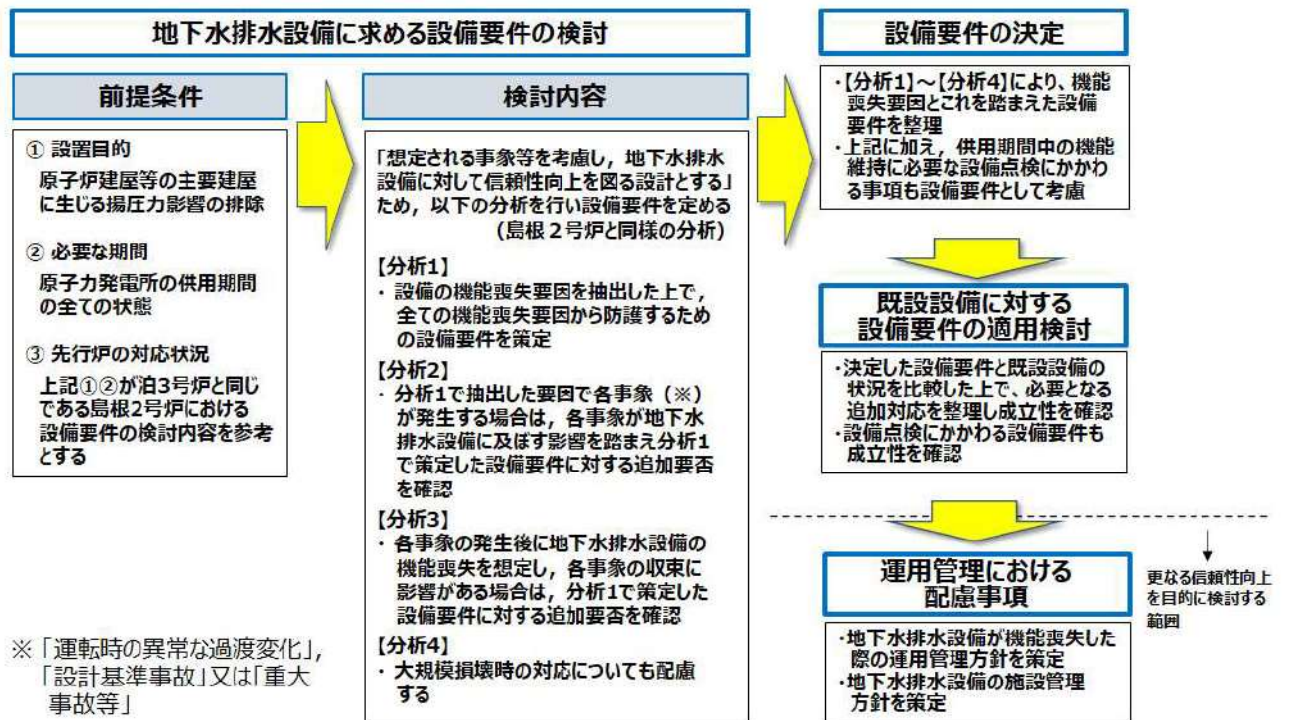 地下水排水設備に求める設備要件の検討
前提条件
① 設置目的
原子炉建屋等の主要建屋
に生じる揚圧力影響の排除
② 必要な期間
原子力発電所の供用期間
の全ての状態
③ 先行炉の対応状況
上記①②が泊3号炉と同じ
である島根2号炉における
設備要件の検討内容を参考
とする
※「運転時の異常な過渡変化」，
「設計基準事故」又は「重大
事故等」
検討内容
「想定される事象等を考慮し，地下水排水
設備に対して信頼性向上を図る設計とする」
ため，以下の分析を行い設備要件を定める
（島根２号炉と同様の分析）
【分析1】
・ 設備の機能喪失要因を抽出した上で，
全ての機能喪失要因から防護するため
の設備要件を策定
【分析2】
・ 分析1で抽出した要因で各事象（※）
が発生する場合は，各事象が地下水
排水設備に及ぼす影響を踏まえ分析1
で策定した設備要件に対する追加要否
を確認
【分析3】
・ 各事象の発生後に地下水排水設備の
機能喪失を想定し，各事象の収束に
影響がある場合は，分析1で策定した
設備要件に対する追加要否を確認
【分析4】
・ 大規模損壊時の対応についても配慮
する
設備要件の決定
・【分析1】～【分析4】により、機能
喪失要因とこれを踏まえた設備
要件を整理
・上記に加え，供用期間中の機能
維持に必要な設備点検にかかわ
る事項も設備要件として考慮
既設設備に対する
設備要件の適用検討
・決定した設備要件と既設設備の
状況を比較した上で、必要となる
追加対応を整理し成立性を確認
・設備点検にかかわる設備要件も
成立性を確認
運用管理における
配慮事項
・地下水排水設備が機能喪失した
際の運用管理方針を策定
・地下水排水設備の施設管理
方針を策定
更なる信頼性向上
を目的に検討する
範囲